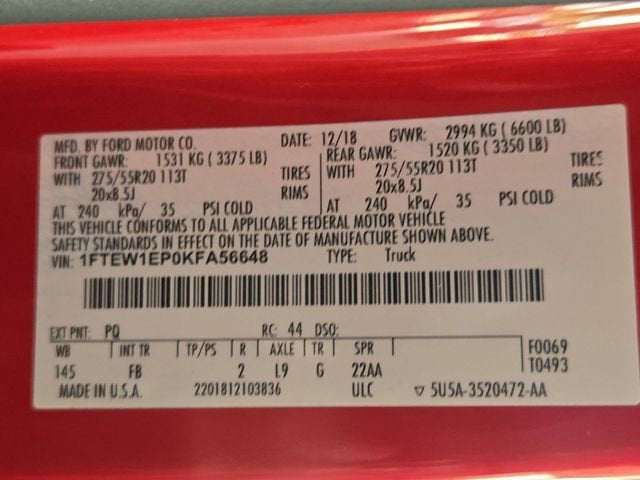 MFD. BY FORD MOTOR CO. DATE: 12/18 GVWR: 2994 KG ( 6600 LB)
FRONT GAWR: 1531 KG ( 3375 LB) REAR GAWR: 1520 KG ( 3350 LB)
WITH 275/55R20 113T TIRES WITH 275/55R20 113T TIRES
20x8.5J RIMS 20x8.5J RIMS
AT 240 kPa/ 35 PSI COLD AT 240 kPa/ 35 PSI COLD
THIS VEHICLE CONFORMS TO ALL APPLICABLE FEDERAL MOTOR VEHICLE
SAFETY STANDARDS IN EFFECT ON THE DATE OF MANUFACTURE SHOWN ABOVE.
VIN: 1FTEW1EP0KFA56648 TYPE: Truck
EXT PNT: PQ RC: 44 DSO:
WB INT TR TP/PS R AXLE TR SPR F0069
145 FB 2 L9 G 22AA T0493
MADE IN U.S.A. 2201812103836 ULC ▽ 5U5A-3520472-AA